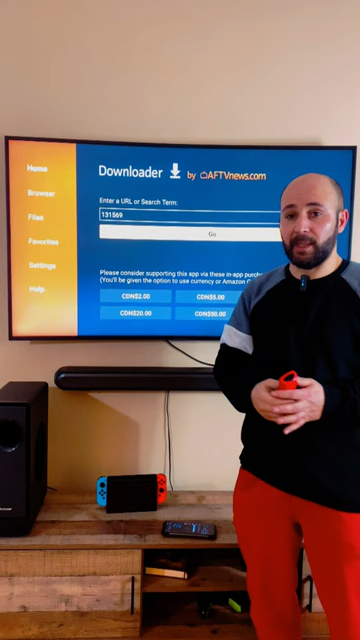 Home
Browser
Files
Favorites
Settings
Help
Downloader by AFTVnews.com
Enter a URL or Search Term:
131569
Go
Please consider supporting this app via these in-app
(You'll be given the option to use currency or Amazon
CDN$2.00 CDN$5.00
CDN$20.00 CDN$50.00